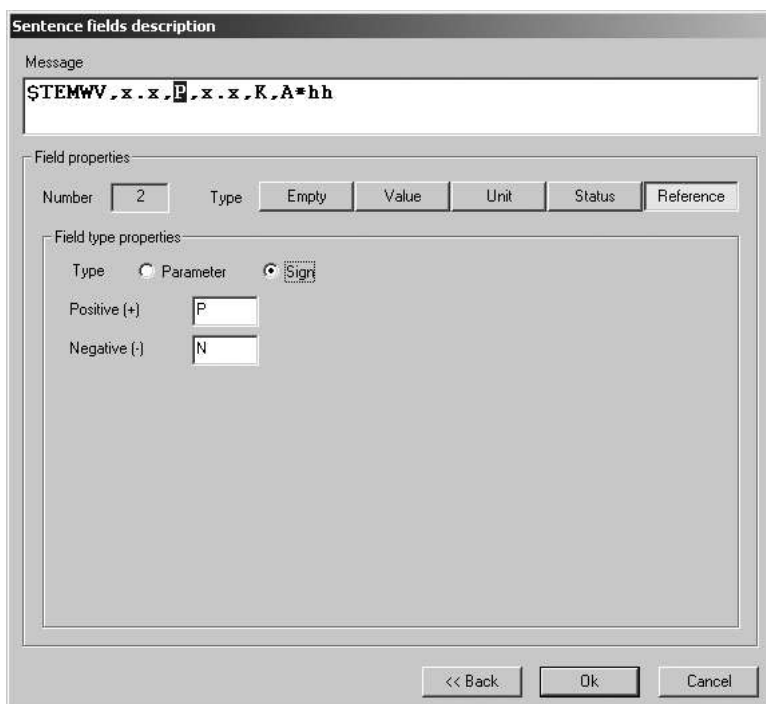 Sentence fields description
Message
$TEMWV,x.x,P,x.x,K,A*hh
Field properties
Number 2 Type Empty Value Unit Status Reference
Field type properties
Type Parameter Sign
Positive (+) P
Negative (-) N
<< Back Ok Cancel